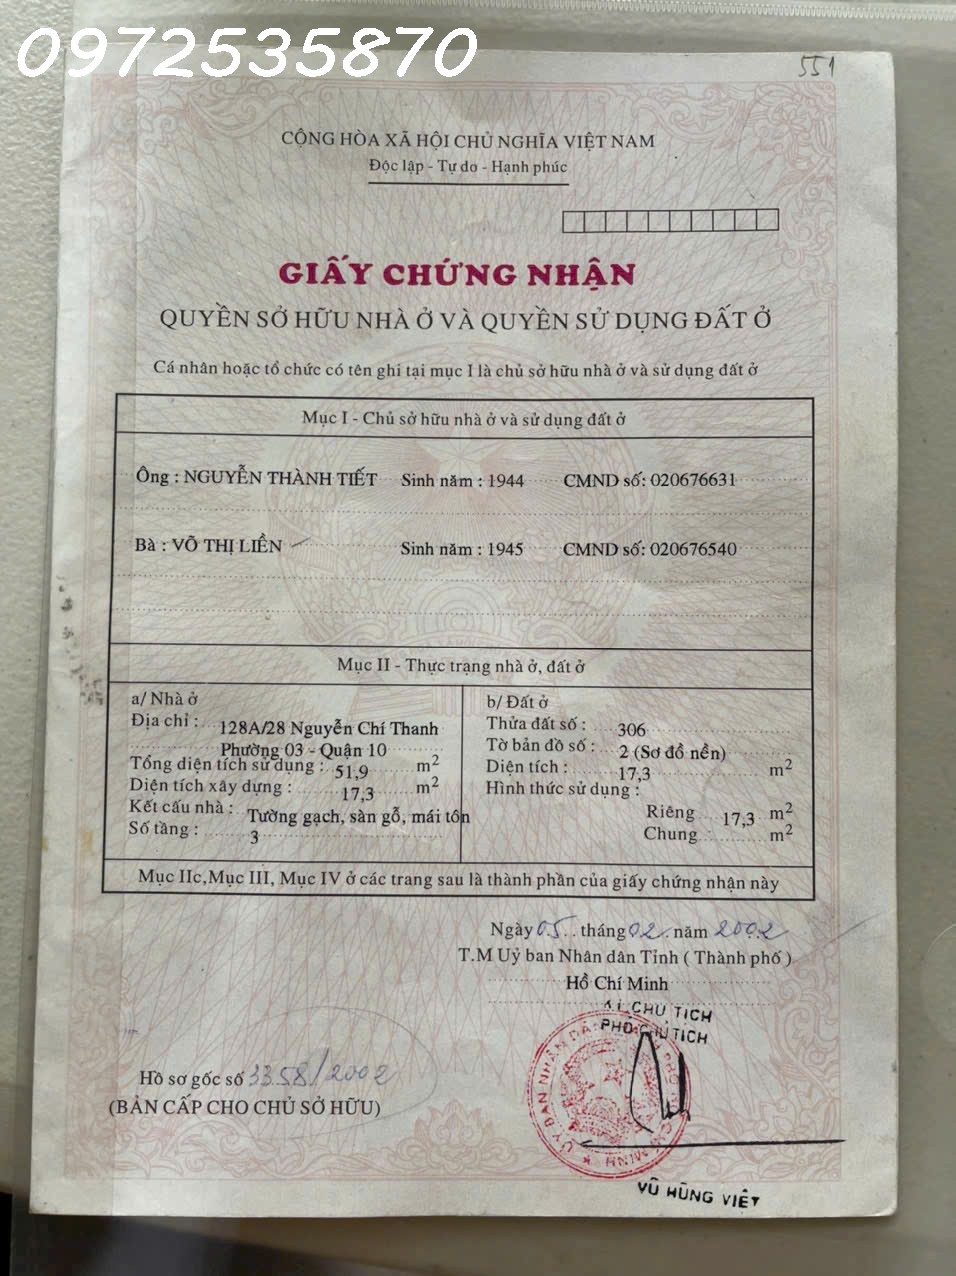 0972535870
551
CỘNG HÒA XÃ HỘI CHỦ NGHĨA VIỆT NAM
Độc lập - Tự do - Hạnh phúc
GIẤY CHỨNG NHẬN
QUYỀN SỞ HỮU NHÀ Ở VÀ QUYỀN SỬ DỤNG ĐẤT Ở
Cá nhân hoặc tổ chức có tên ghi tại mục I là chủ sở hữu nhà ở và sử dụng đất ở
Mục I - Chủ sở hữu nhà ở và sử dụng đất ở
Ông : NGUYỄN THÀNH TIẾT Sinh năm : 1944 CMND số: 020676631
Bà : VÕ THỊ LIỀN Sinh năm : 1945 CMND số: 020676540
Mục II - Thực trạng nhà ở, đất ở
a/ Nhà ở
Địa chỉ : 128A/28 Nguyễn Chí Thanh
Phường 03 - Quận 10
Tổng diện tích sử dụng : 51,9 m2
Diện tích xây dựng : 17,3 m2
Kết cấu nhà : Tường gạch, sàn gỗ, mái tôn
Số tầng : 3
b/ Đất ở
Thửa đất số : 306
Tờ bản đồ số : 2 (Sơ đồ nền)
Diện tích : 17,3 m2
Hình thức sử dụng :
Riêng 17,3 m2
Chung m2
Mục IIc,Mục III, Mục IV ở các trang sau là thành phần của giấy chứng nhận này
Ngày 05 tháng 02 năm 2002
T.M Uỷ ban Nhân dân Tỉnh ( Thành phố )
Hồ Chí Minh
KT CHỦ TỊCH
PHÓ CHỦ TỊCH
Hồ sơ gốc số 3358/2002
(BẢN CẤP CHO CHỦ SỞ HỮU)
VŨ HÙNG VIỆT